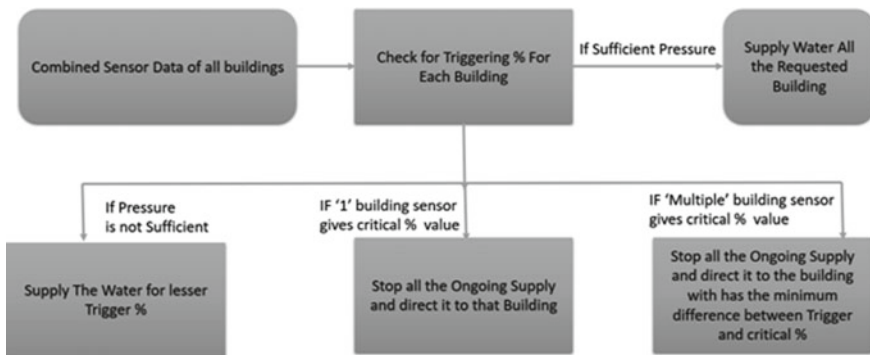 Combined Sensor Data of all buildings
Check for Triggering % For
Each Building
If Sufficient Pressure
Supply Water All
the Requested
Building
If Pressure
is not Sufficient
IF ‘1’ building sensor
gives critical % value
IF ‘Multiple’ building sensor
gives critical % value
Supply The Water for lesser
Trigger %
Stop all the Ongoing Supply
and direct it to that Building
Stop all the Ongoing Supply
and direct it to the building
with has the minimum
difference between Trigger
and critical %